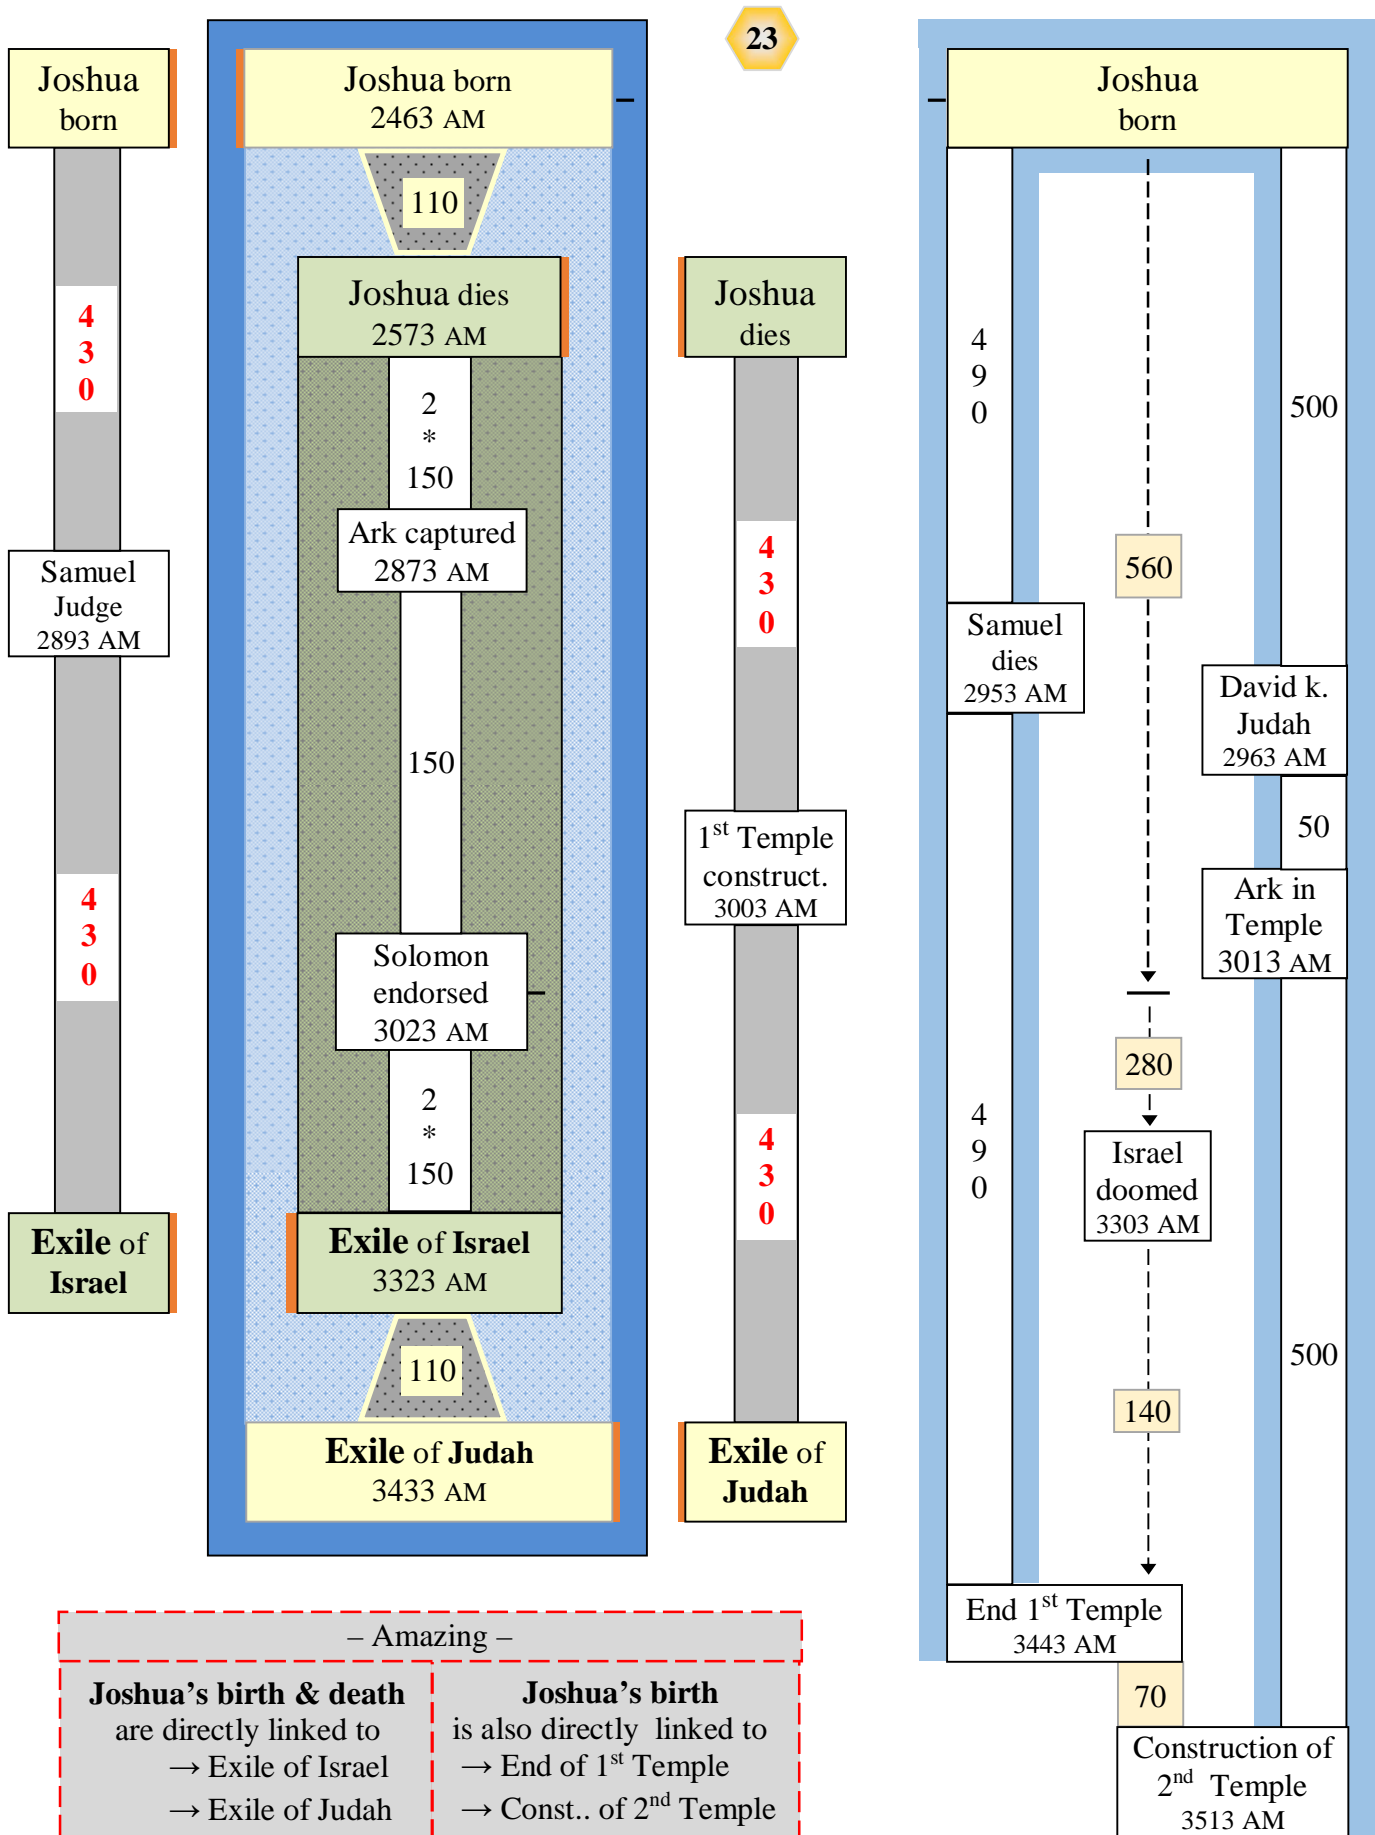 23
Joshua
born
4
3
0
Samuel
Judge
2893 AM
4
3
0
Exile of
Israel
Joshua born
2463 AM
110
Joshua dies
2573 AM
2
*
150
Ark captured
2873 AM
150
Solomon
endorsed
3023 AM
2
*
150
Exile of Israel
3323 AM
110
Exile of Judah
3433 AM
Joshua
dies
4
3
0
1st Temple
construct.
3003 AM
4
3
0
Exile of
Judah
Joshua
born
4
9
0
Samuel
dies
2953 AM
4
9
0
560
280
Israel
doomed
3303 AM
140
500
David k.
Judah
2963 AM
50
Ark in
Temple
3013 AM
500
End 1st Temple
3443 AM
70
Construction of
2nd Temple
3513 AM
– Amazing –
Joshua's birth & death
are directly linked to
→ Exile of Israel
→ Exile of Judah
Joshua's birth
is also directly linked to
→ End of 1st Temple
→ Const.. of 2nd Temple